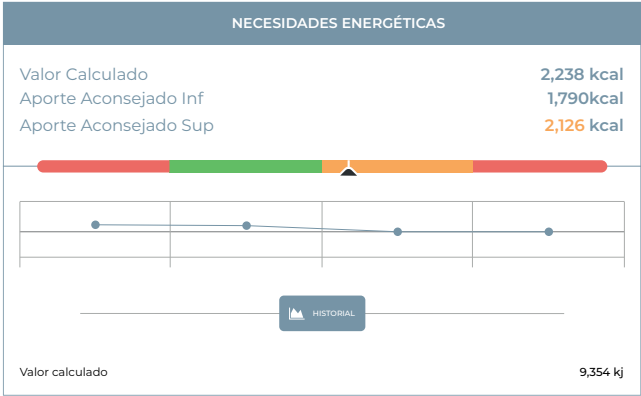 NECESIDADES ENERGÉTICAS
Valor Calculado 2,238 kcal
Aporte Aconsejado Inf 1,790kcal
Aporte Aconsejado Sup 2,126 kcal
HISTORIAL
Valor calculado 9,354 kj